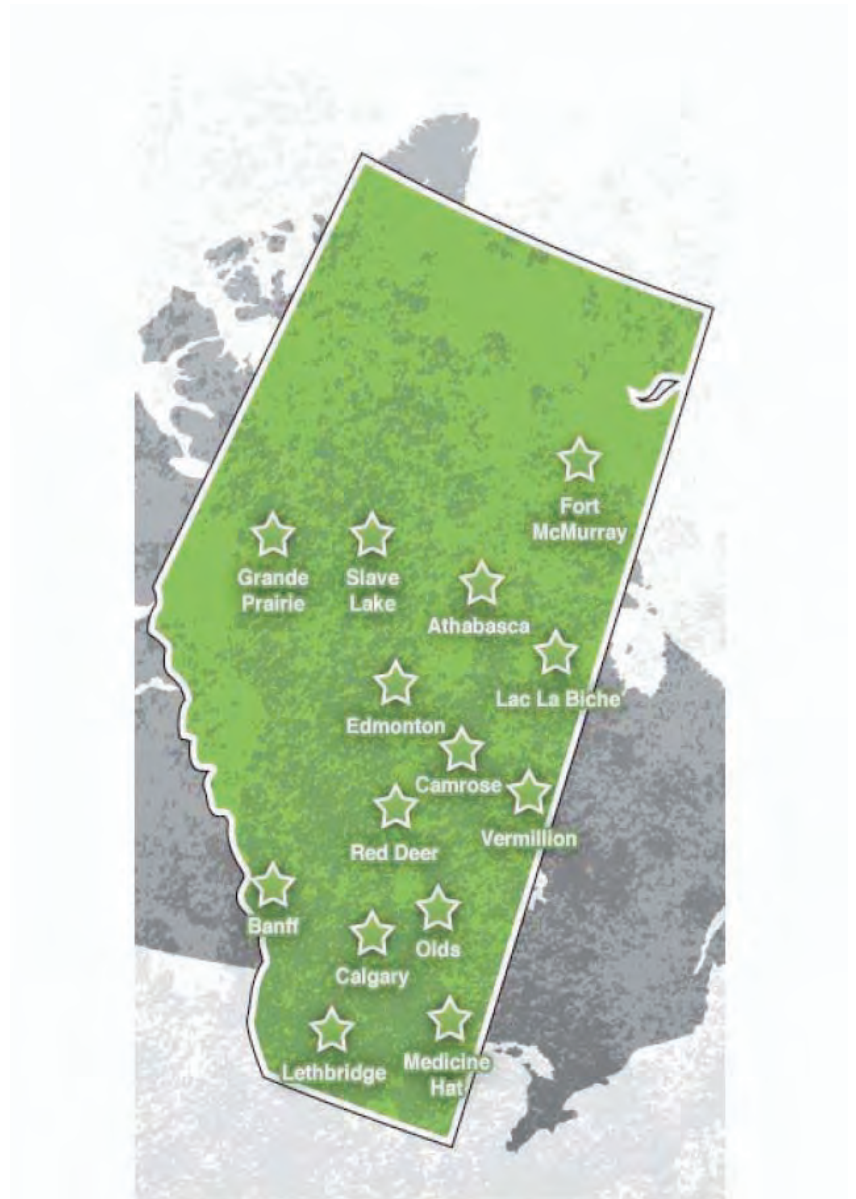 Fort
McMurray
Grande
Prairie
Slave
Lake
Athabasca
Lac La Biche
Edmonton
Camrose
Vermillion
Red Deer
Banff
Olds
Calgary
Lethbridge
Medicine
Hat